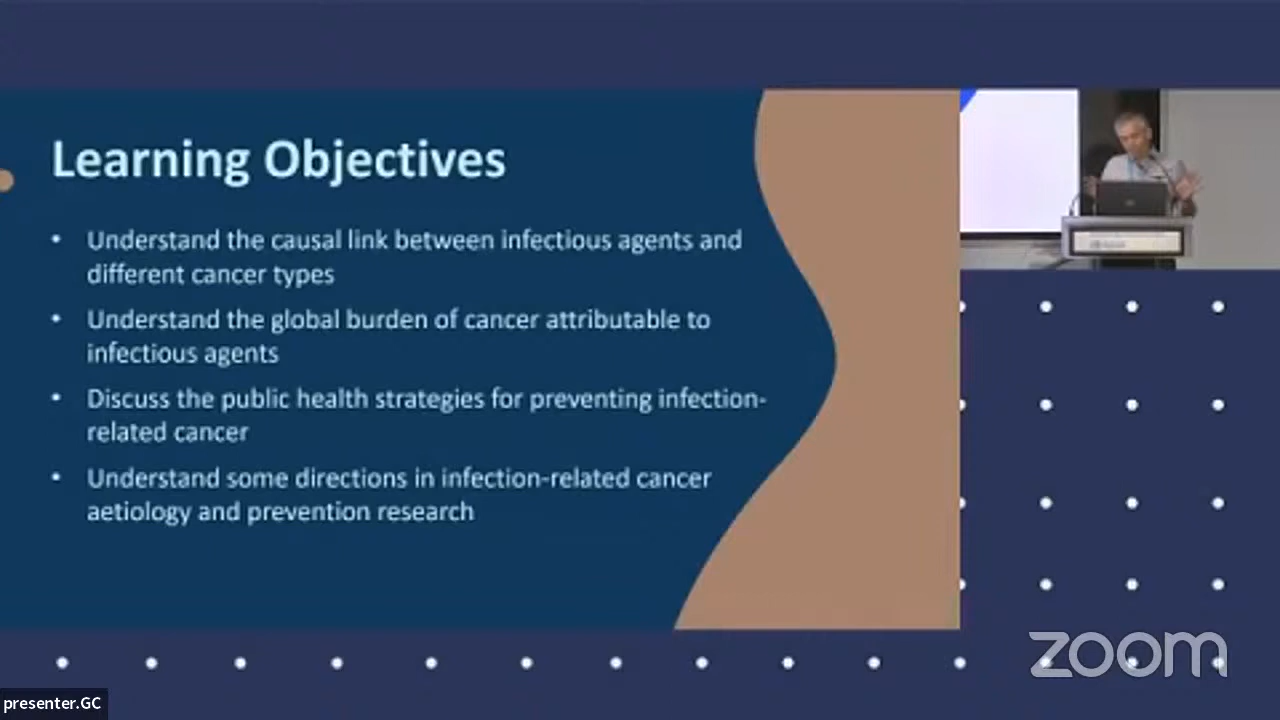 Learning Objectives
• Understand the causal link between infectious agents and
different cancer types
• Understand the global burden of cancer attributable to
infectious agents
• Discuss the public health strategies for preventing infection-
related cancer
• Understand some directions in infection-related cancer
aetiology and prevention research
zoom
presenter.GC